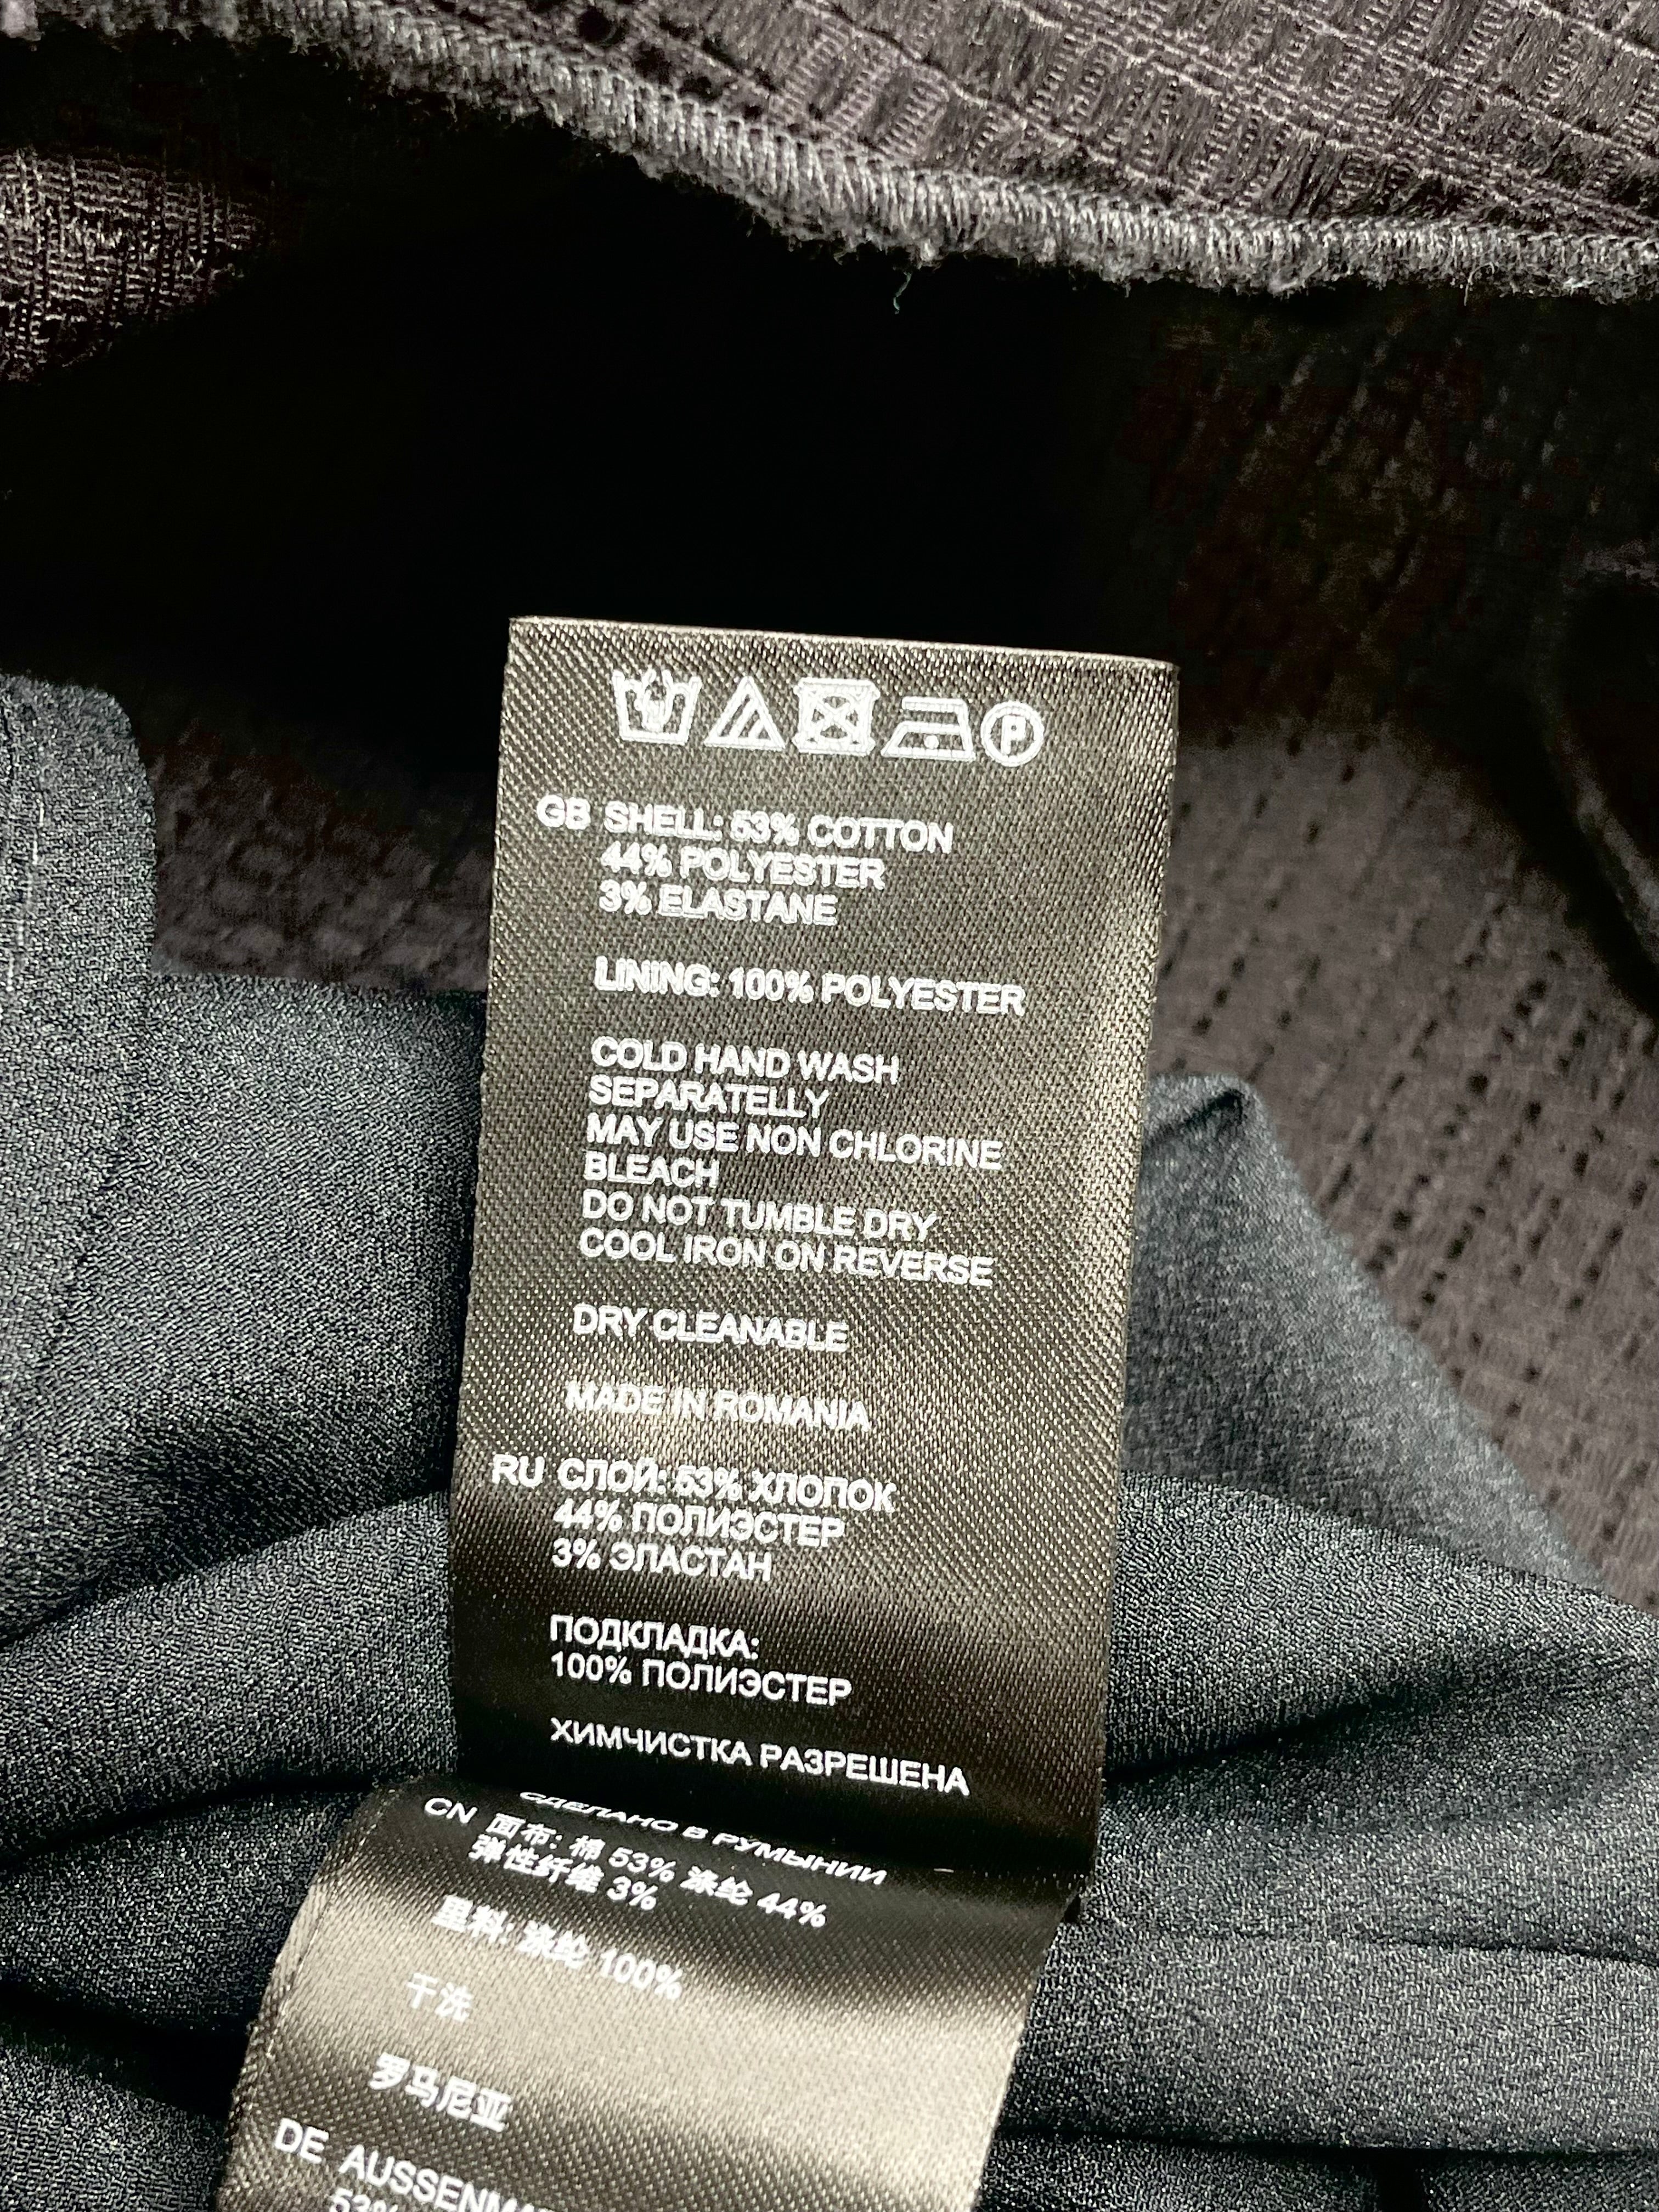 P
GB SHELL: 53% COTTON
44% POLYESTER
3% ELASTANE
LINING: 100% POLYESTER
COLD HAND WASH
SEPARATELLY
MAY USE NON CHLORINE
BLEACH
DO NOT TUMBLE DRY
COOL IRON ON REVERSE
DRY CLEANABLE
MADE IN ROMANIA
RU СЛОЙ: 53% ХЛОПОК
44% ПОЛИЭСТЕР
3% ЭЛАСТАН
ПОДКЛАДКА:
100% ПОЛИЭСТЕР
ХИМЧИСТКА РАЗРЕШЕНА
СДЕЛАНО В РУМЫНИИ
CN 面布: 棉 53% 涤纶 44%
弹性纤维 3%
里料: 涤纶 100%
干洗
罗马尼亚
DE
53%